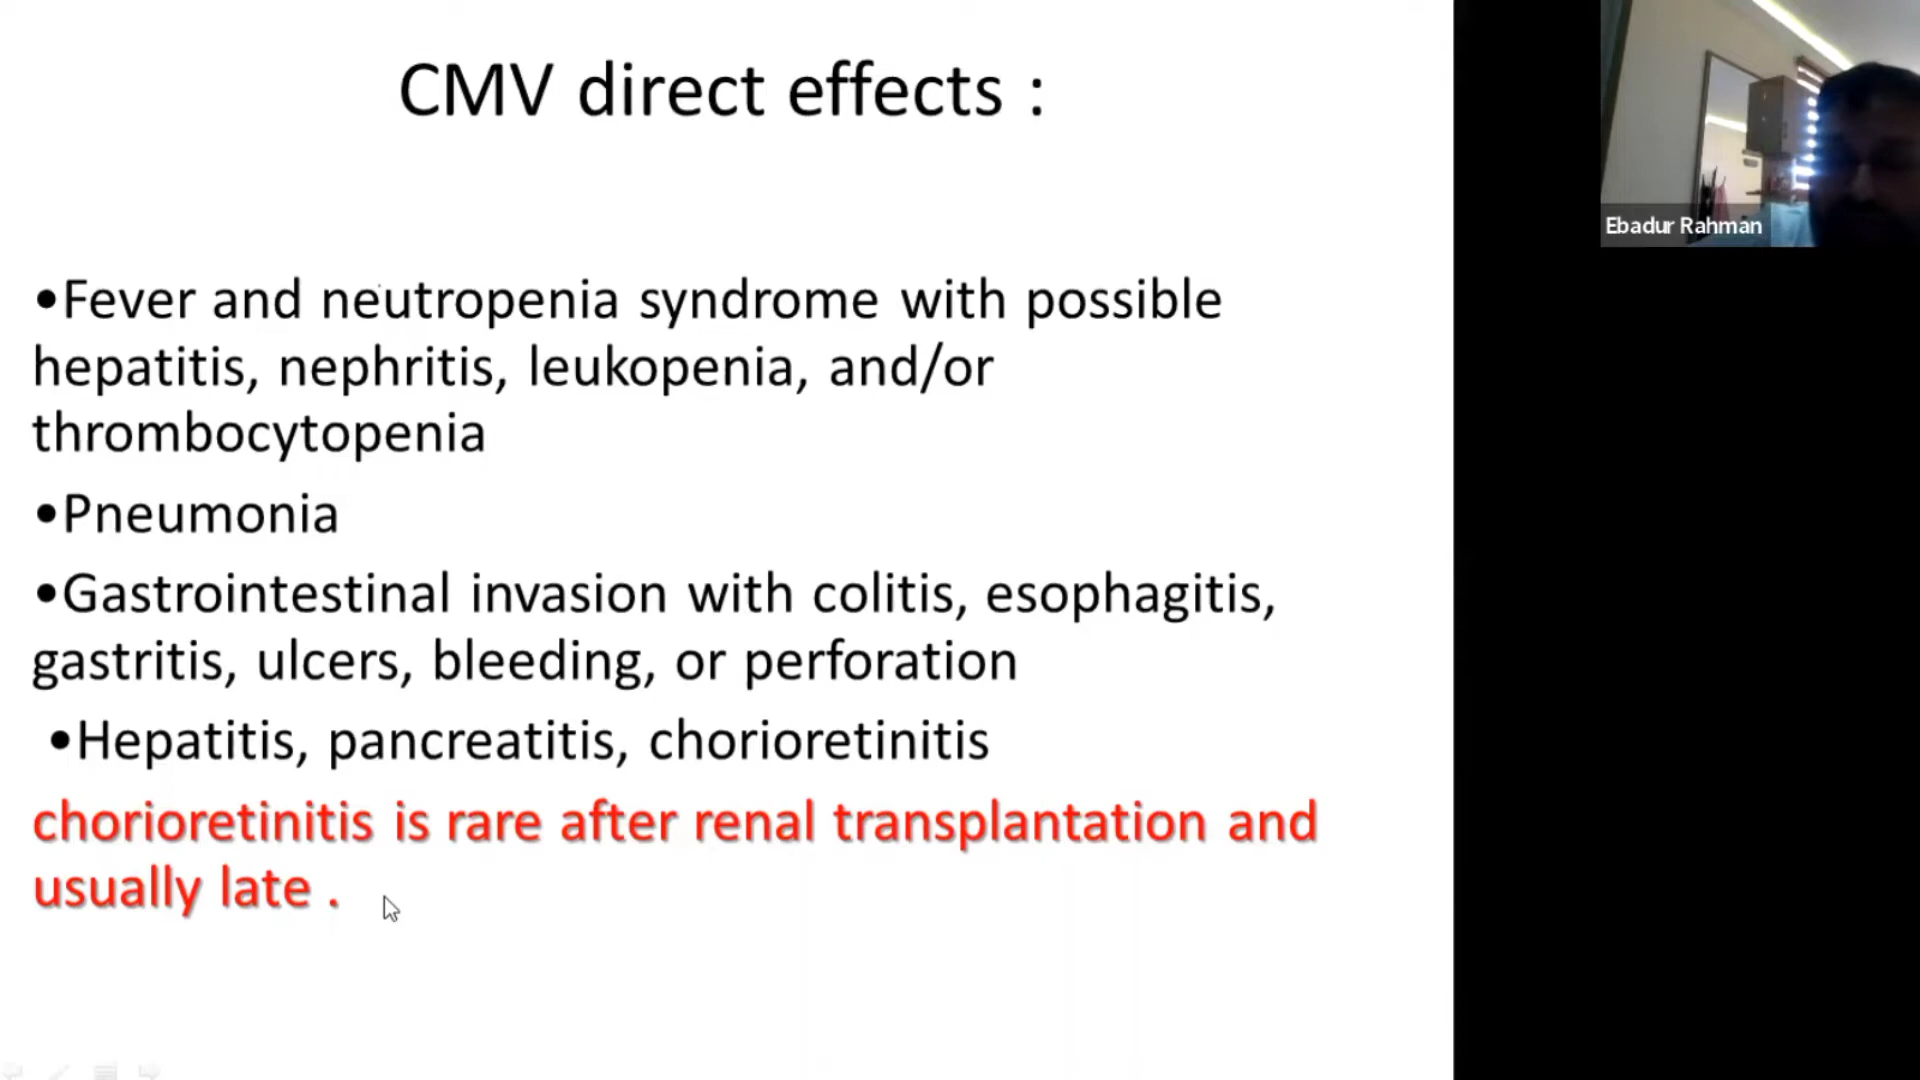 CMV direct effects :
•Fever and neutropenia syndrome with possible
hepatitis, nephritis, leukopenia, and/or
thrombocytopenia
•Pneumonia
•Gastrointestinal invasion with colitis, esophagitis,
gastritis, ulcers, bleeding, or perforation
•Hepatitis, pancreatitis, chorioretinitis
chorioretinitis is rare after renal transplantation and
usually late .
Ebadur Rahman